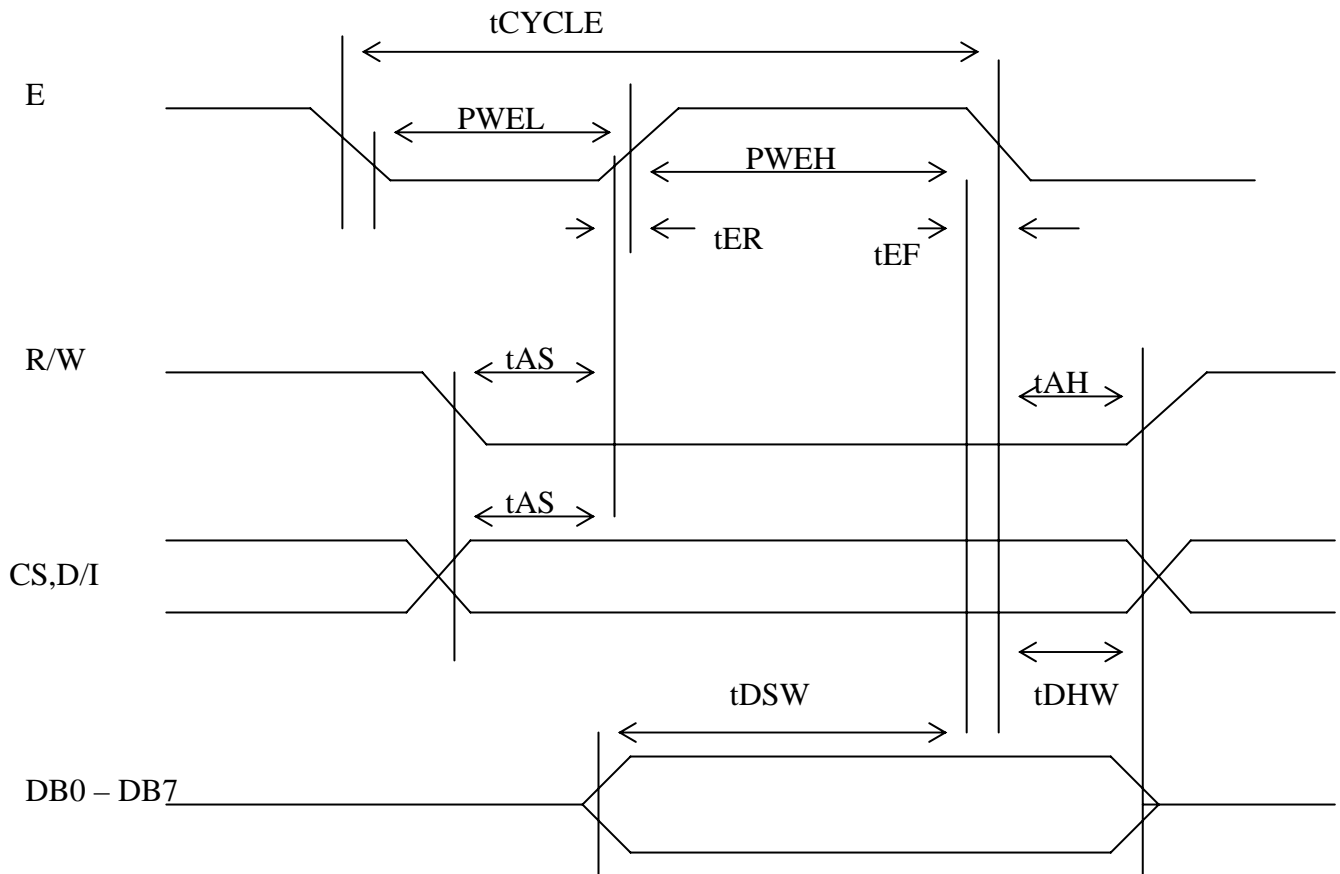 tCYCLE
E
PWEL
PWEH
tER
tEF
R/W
tAS
tAH
tAS
CS,D/I
tDSW
tDHW
DB0 – DB7